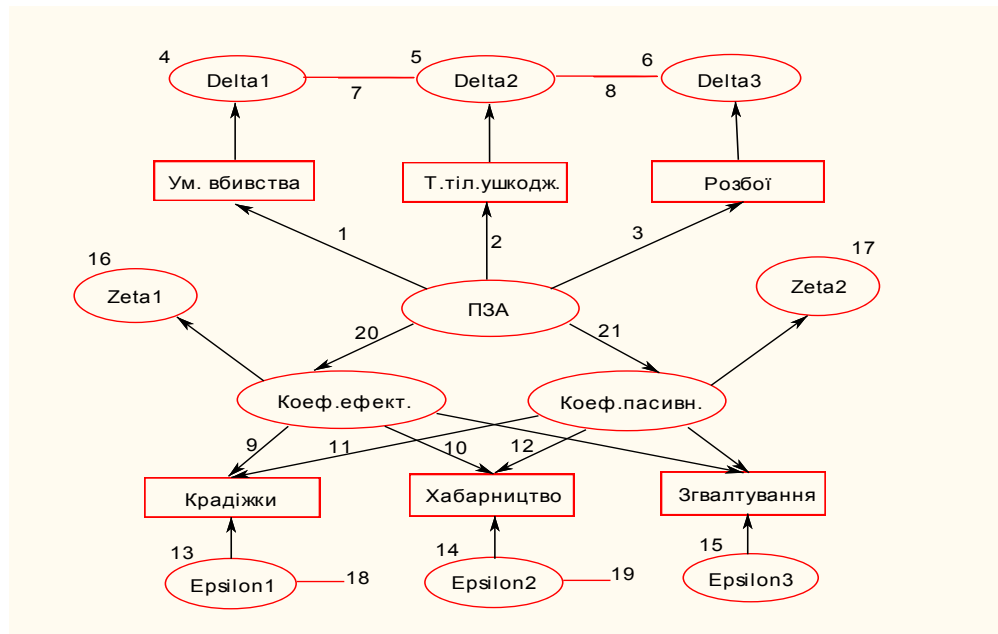 4
Delta1
7
5
Delta2
8
6
Delta3
Ум. вбивства
Т.тіл.ушкодж.
Розбої
1
2
3
16
Zeta1
ПЗА
17
Zeta2
20
21
Коеф.ефект.
Коеф.пасивн.
9
11
10
12
Крадіжки
Хабарництво
Згвалтування
13
Epsilon1
18
14
Epsilon2
19
15
Epsilon3